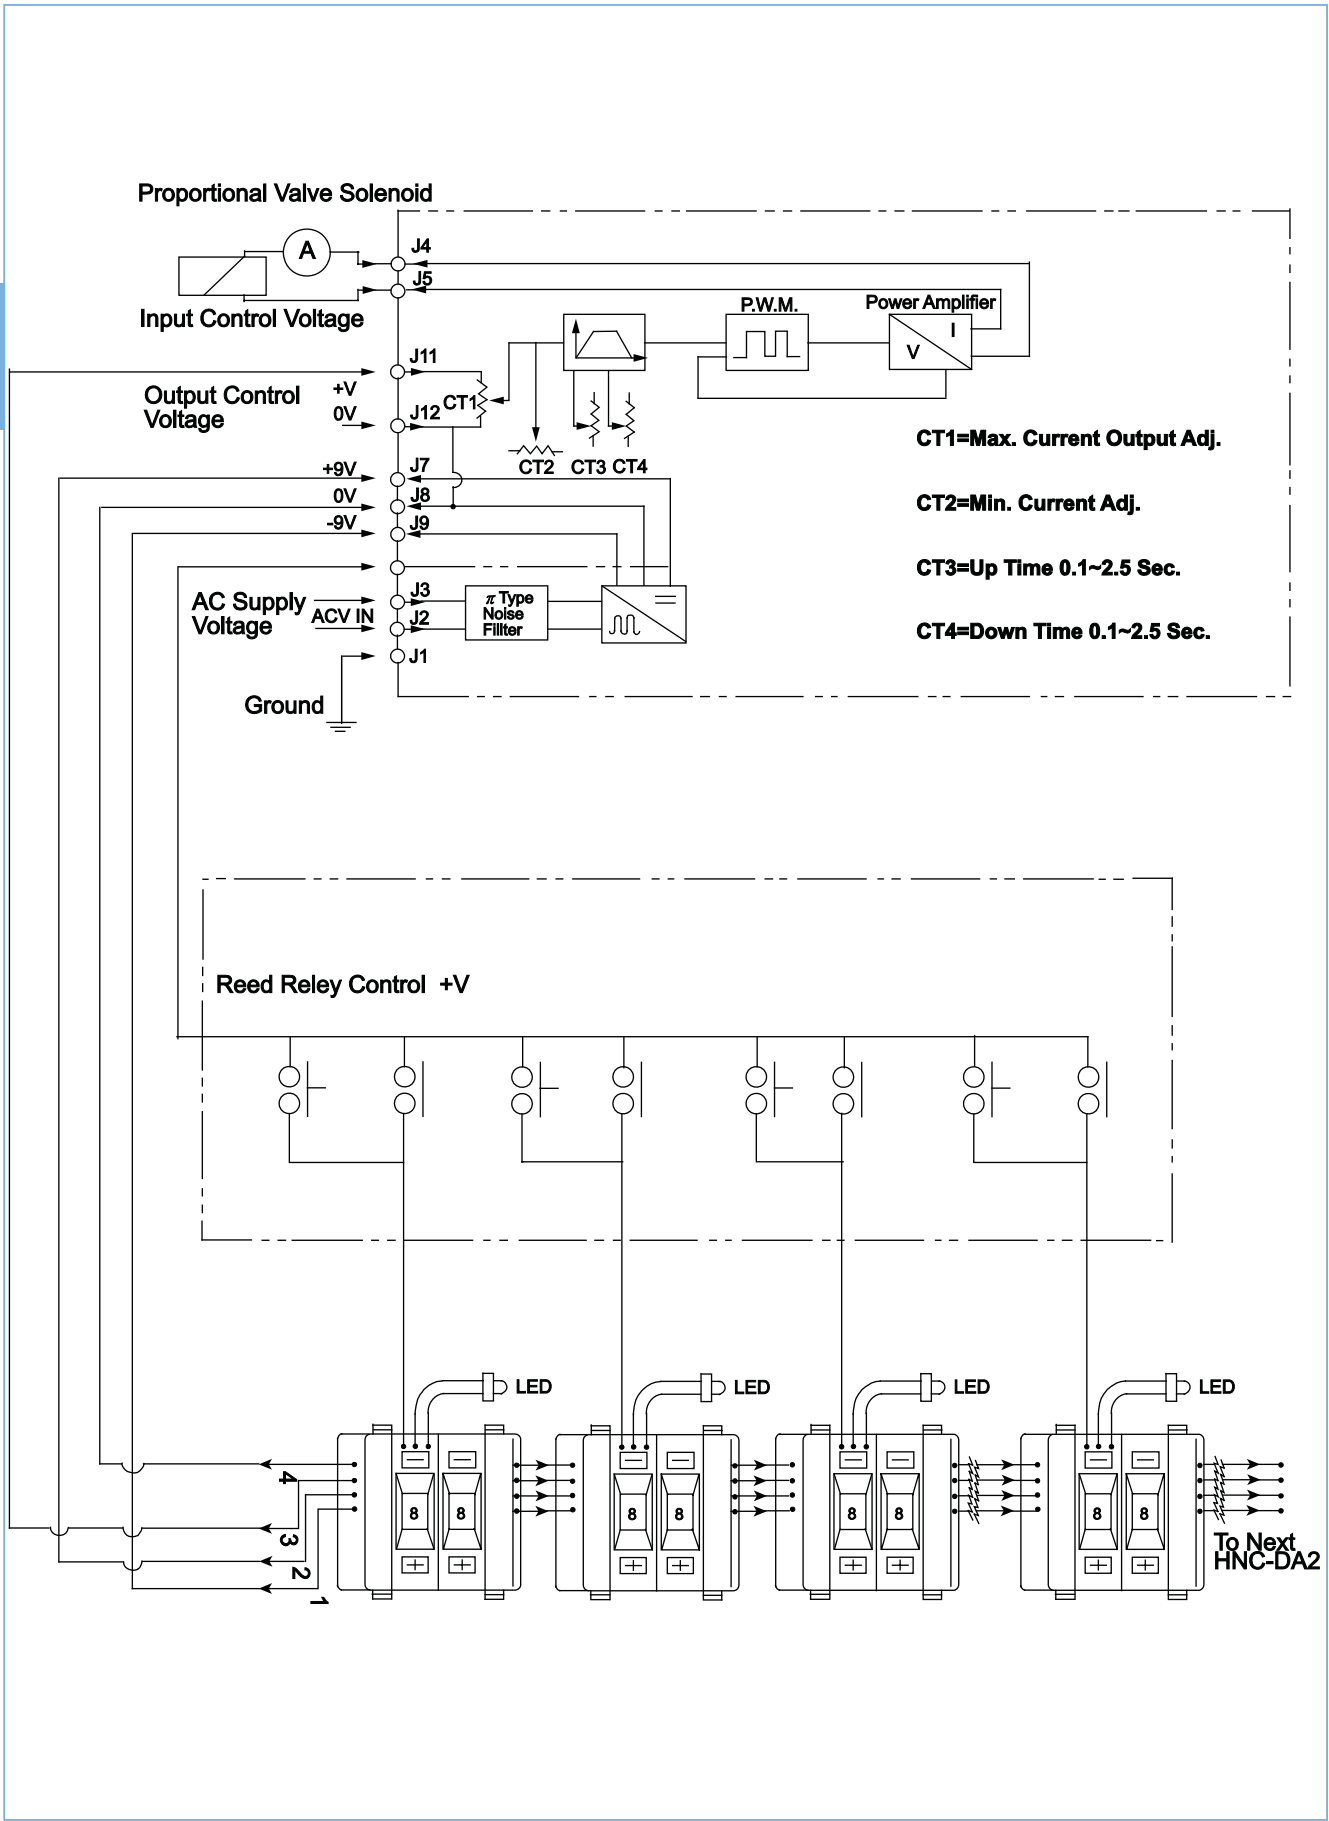 Proportional Valve Solenoid
A
J4
J5
Input Control Voltage
P.W.M.
Power Amplifier
I
V
J11
Output Control
Voltage
+V
0V
CT1
J12
CT2 CT3 CT4
CT1=Max. Current Output Adj.
+9V
J7
0V
J8
CT2=Min. Current Adj.
-9V
J9
CT3=Up Time 0.1~2.5 Sec.
AC Supply
Voltage
ACV IN
J3
J2
π Type
Noise
Fillter
CT4=Down Time 0.1~2.5 Sec.
J1
Ground
Reed Reley Control +V
LED
LED
LED
LED
4
3
2
1
8 8
8 8
8 8
8 8
To Next
HNC-DA2